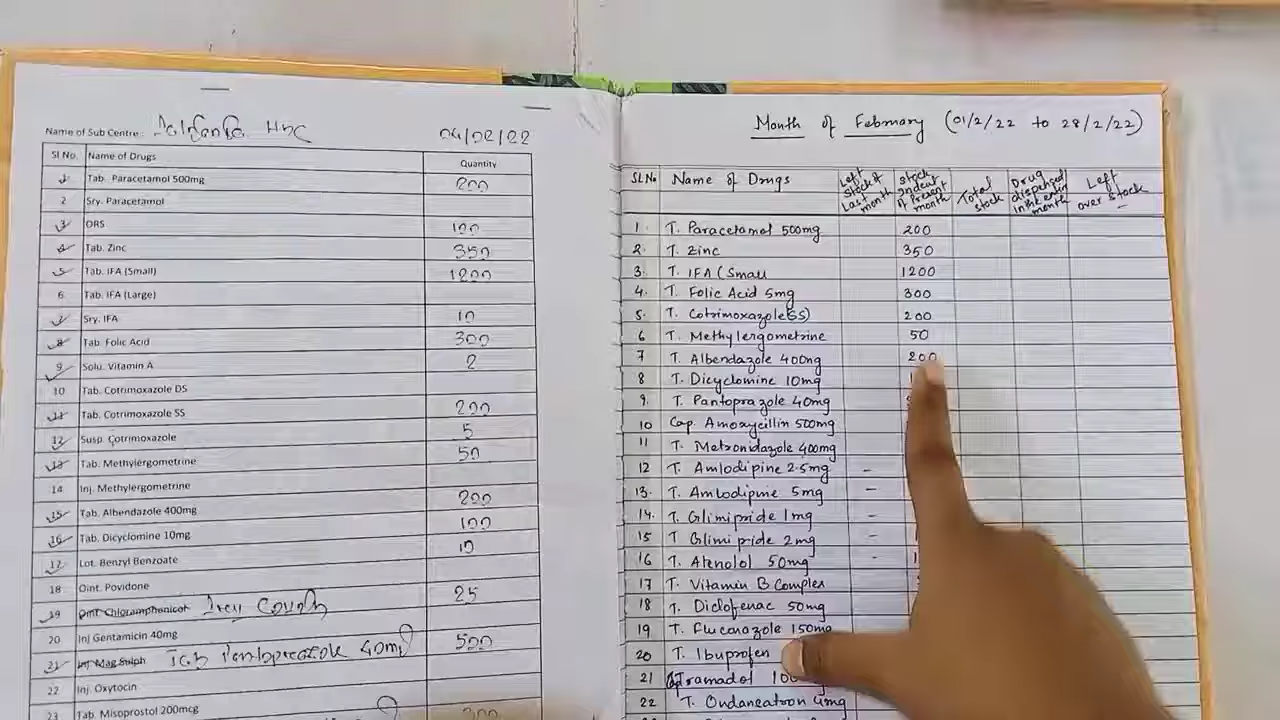 Name of Sub Centre : HWC 04/02/22
Sl No. Name of Drugs Quantity
1 Tab. Paracetamol 500mg 200
2 Sry. Paracetamol
3 ORS 100
4 Tab. Zinc 350
5 Tab. IFA (Small) 1200
6 Tab. IFA (Large)
7 Sry. IFA 10
8 Tab. Folic Acid 300
9 Solu. Vitamin A 2
10 Tab. Cotrimoxazole DS
11 Tab. Cotrimoxazole SS 200
12 Susp. Cotrimoxazole 5
13 Tab. Methylergometrine 50
14 Inj. Methylergometrine
15 Tab. Albendazole 400mg 200
16 Tab. Dicyclomine 10mg 100
17 Lot. Benzyl Benzoate 10
18 Oint. Povidone
19 Oint Chloramphenicol 25
20 Inj Gentamicin 40mg
21 Inj Mag Sulph Tab Pantoprazole 40mg 500
22 Inj. Oxytocin
23 Tab. Misoprostol 200mcg
Month of February (01/2/22 to 28/2/22)
SL No Name of Drugs Left Stock of Last month Stock Indent of Present month Total Stock Drug dispensed in the entire month Left over stock
1. T. Paracetamol 500mg 200
2. T. Zinc 350
3. T. IFA (Small 1200
4. T. Folic Acid 5mg 300
5. T. Cotrimoxazole (SS) 200
6 T. Methylergometrine 50
7 T. Albendazole 400mg 200
8 T. Dicyclomine 10mg
9. T. Pantoprazole 40mg
10 Cap. Amoxycillin 500mg
11 T. Metronidazole 400mg
12 T. Amlodipine 2.5mg -
13. T. Amlodipine 5mg -
14. T. Glimipride 1mg -
15 T Glimipride 2mg -
16 T. Atenolol 50mg -
17 T. Vitamin B Complex
18 T. Diclofenac 50mg
19 T. Fluconazole 150mg
20 T. Ibuprofen
21 Tramadol
22 T. Ondancatron 4mg